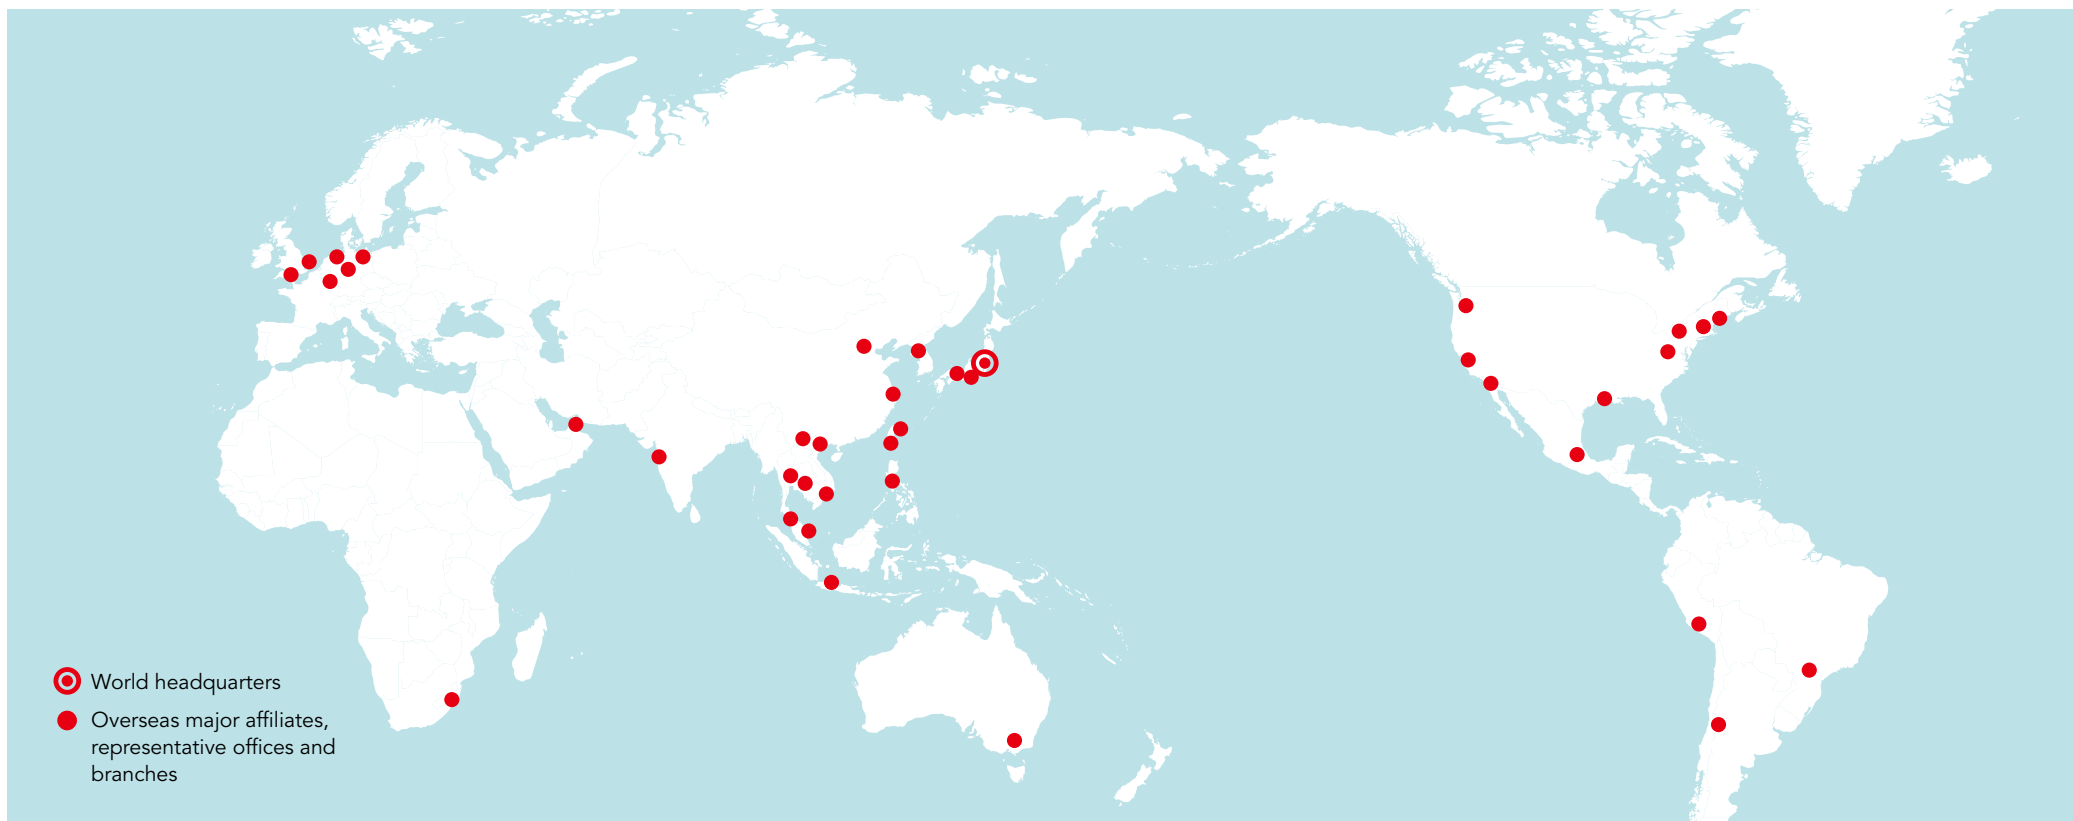 World headquarters
Overseas major affiliates,
representative offices and
branches